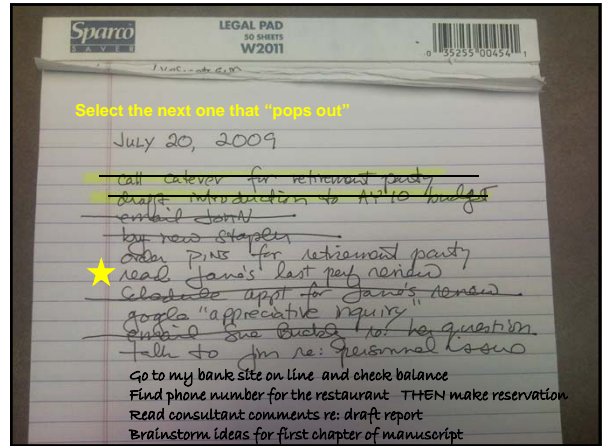 Sparco
SAVER
LEGAL PAD
50 SHEETS
W2011
0 35255 00454 1
Select the next one that “pops out”
JULY 20, 2009
call caterer for retirement party
draft introduction to AP10 budget
email JOHN
by new stapler
order PINS for retirement party
read Jane's last perf review
Schedule appt for Jane's review
google "appreciative inquiry"
email Sue Buckle re: her question
talk to Jim re: personnel issue
Go to my bank site on line and check balance
Find phone number for the restaurant THEN make reservation
Read consultant comments re: draft report
Brainstorm ideas for first chapter of manuscript